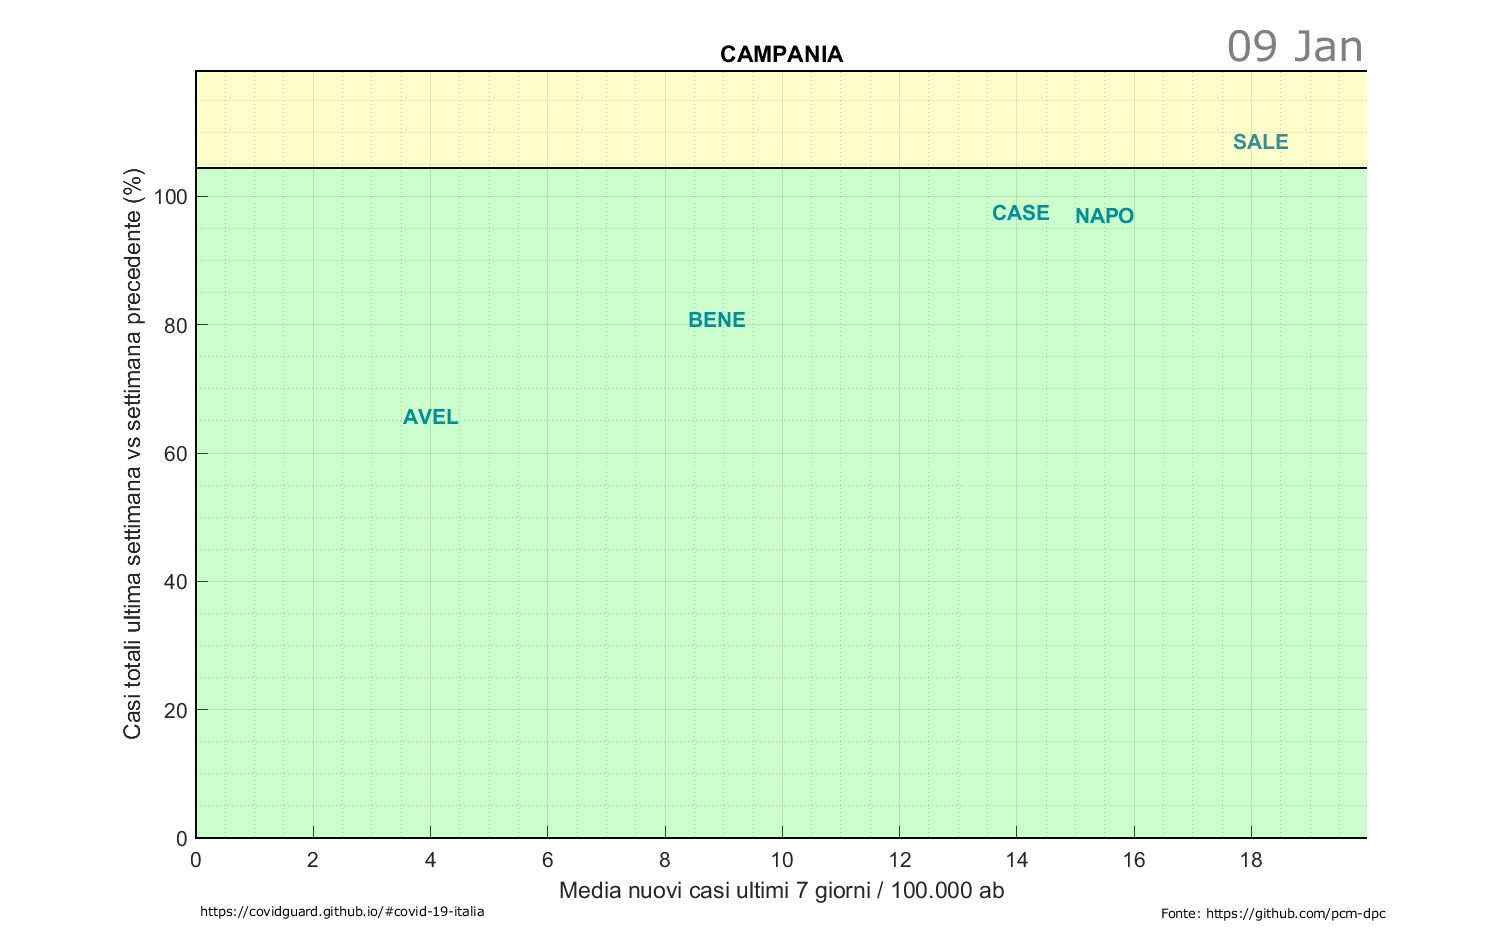 09 Jan
CAMPANIA
SALE
CASE
NAPO
BENE
AVEL
Casi totali ultima settimana vs settimana precedente (%)
100
80
60
40
20
0
0 2 4 6 8 10 12 14 16 18
Media nuovi casi ultimi 7 giorni / 100.000 ab
https://covidguard.github.io/#covid-19-italia
Fonte: https://github.com/pcm-dpc